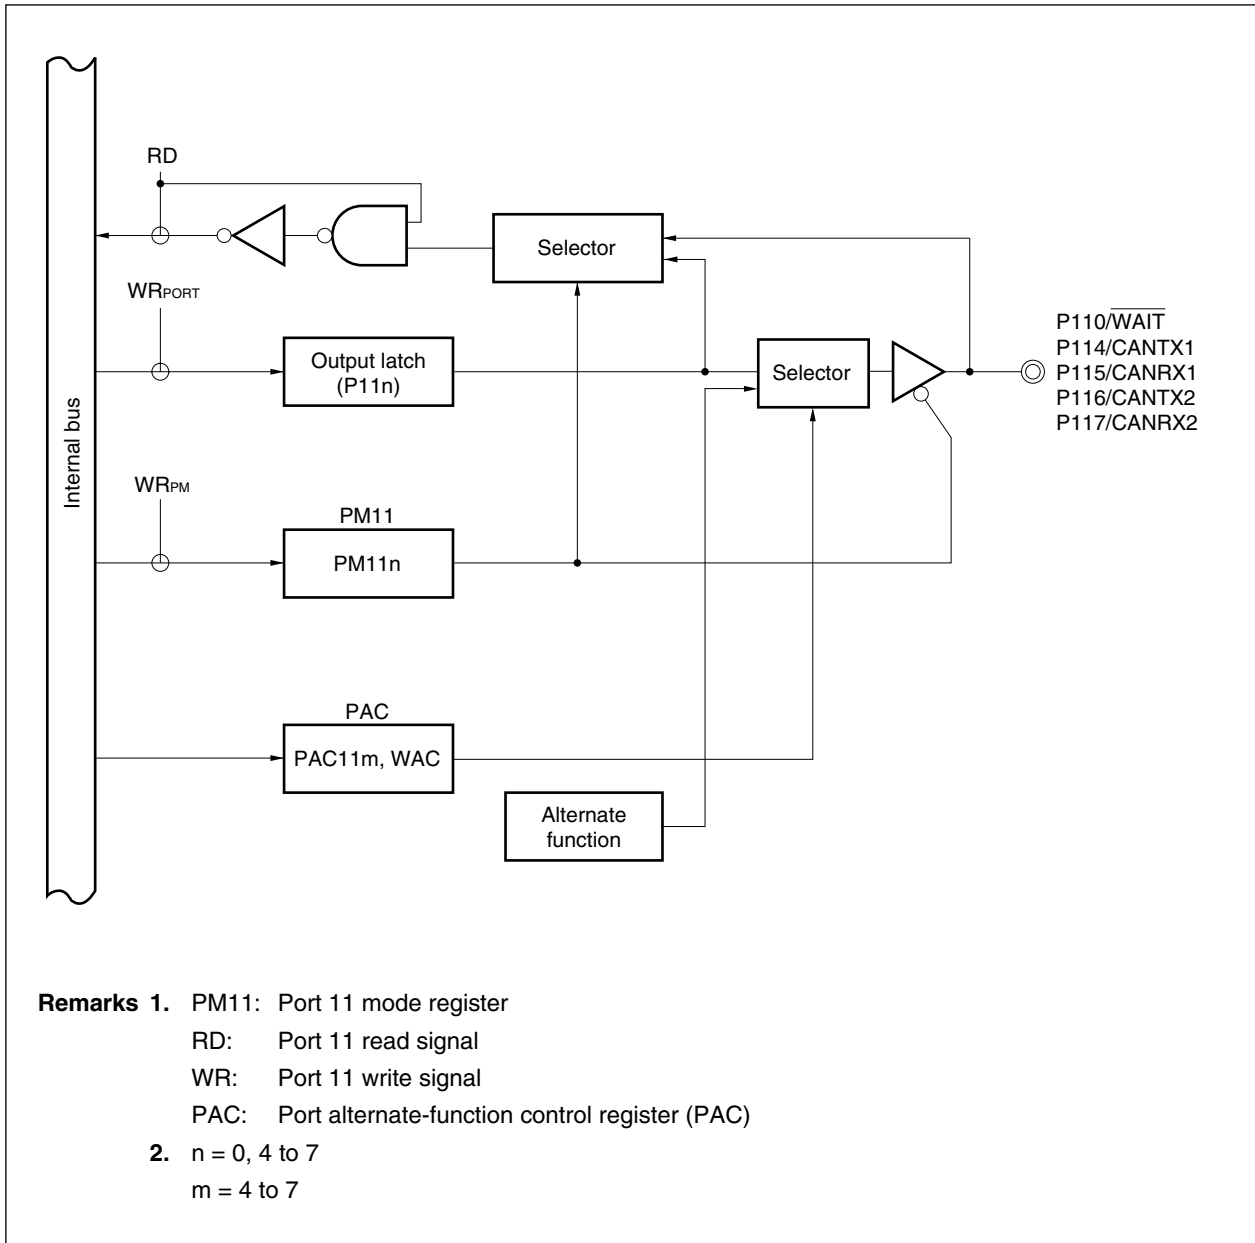 RD
Selector
WRPORT
P110/WAIT
P114/CANTX1
P115/CANRX1
P116/CANTX2
P117/CANRX2
Output latch
(P11n)
Selector
Internal bus
WRPM
PM11
PM11n
PAC
PAC11m, WAC
Alternate
function
Remarks 1. PM11: Port 11 mode register
RD: Port 11 read signal
WR: Port 11 write signal
PAC: Port alternate-function control register (PAC)
2. n = 0, 4 to 7
m = 4 to 7